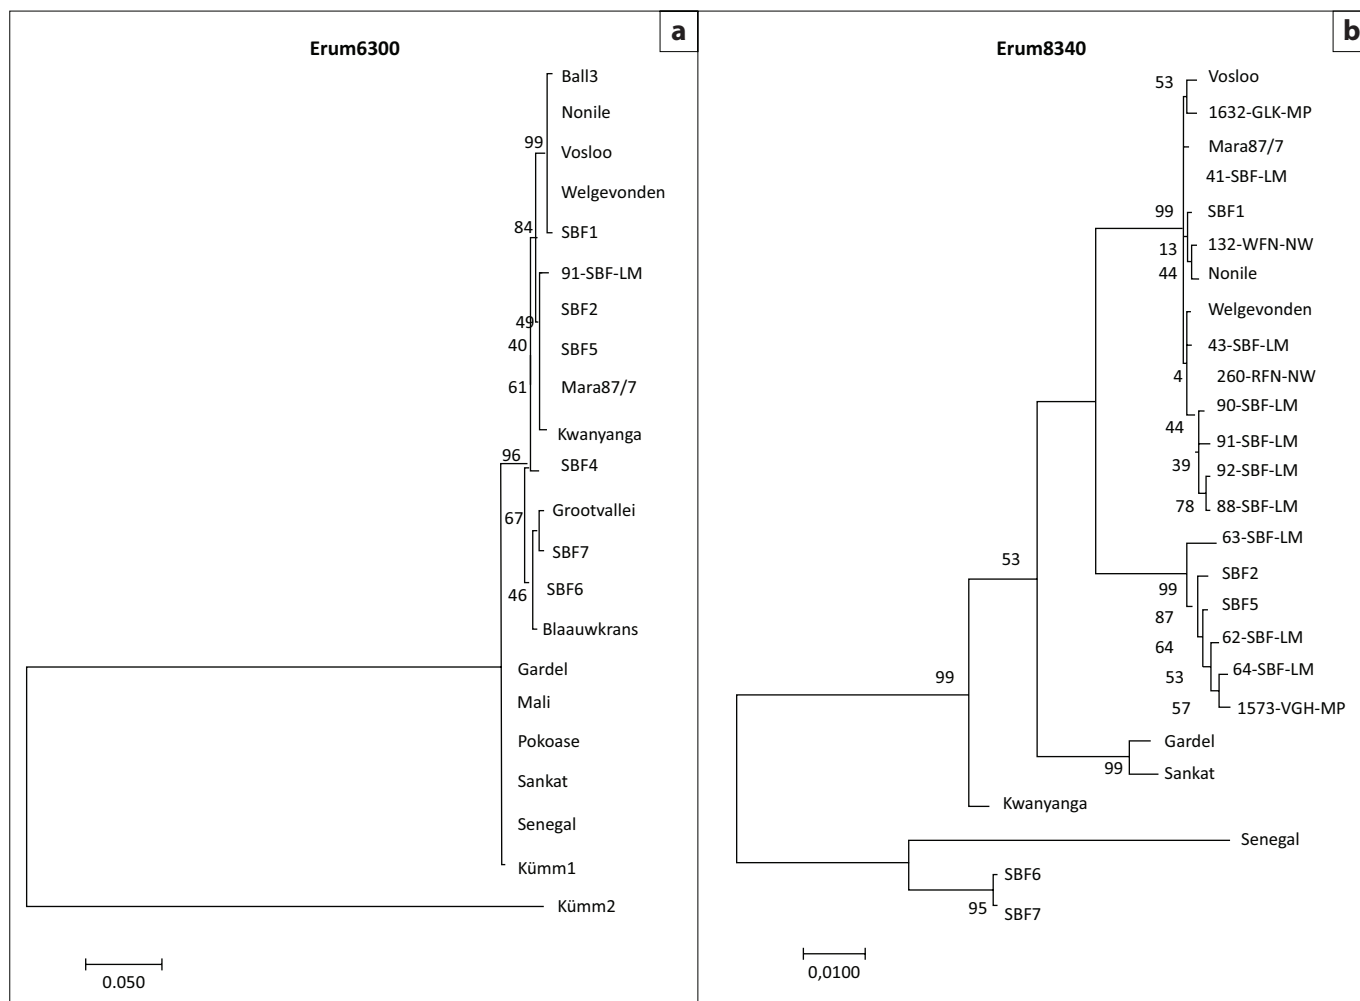 a
Erum6300
Ball3
Nonile
99
Vosloo
Welgevonden
84
SBF1
91-SBF-LM
SBF2
49
40
SBF5
61
Mara87/7
Kwanyanga
96
SBF4
Grootvallei
67
SBF7
46
SBF6
Blaauwkrans
Gardel
Mali
Pokoase
Sankat
Senegal
Kümm1
Kümm2
0.050
b
Erum8340
53
Vosloo
1632-GLK-MP
Mara87/7
41-SBF-LM
99
SBF1
13
132-WFN-NW
44
Nonile
Welgevonden
43-SBF-LM
4
260-RFN-NW
90-SBF-LM
44
91-SBF-LM
39
92-SBF-LM
78
88-SBF-LM
63-SBF-LM
53
SBF2
99
SBF5
87
62-SBF-LM
64
64-SBF-LM
53
57
1573-VGH-MP
99
Gardel
99
Sankat
Kwanyanga
Senegal
SBF6
95
SBF7
0,0100